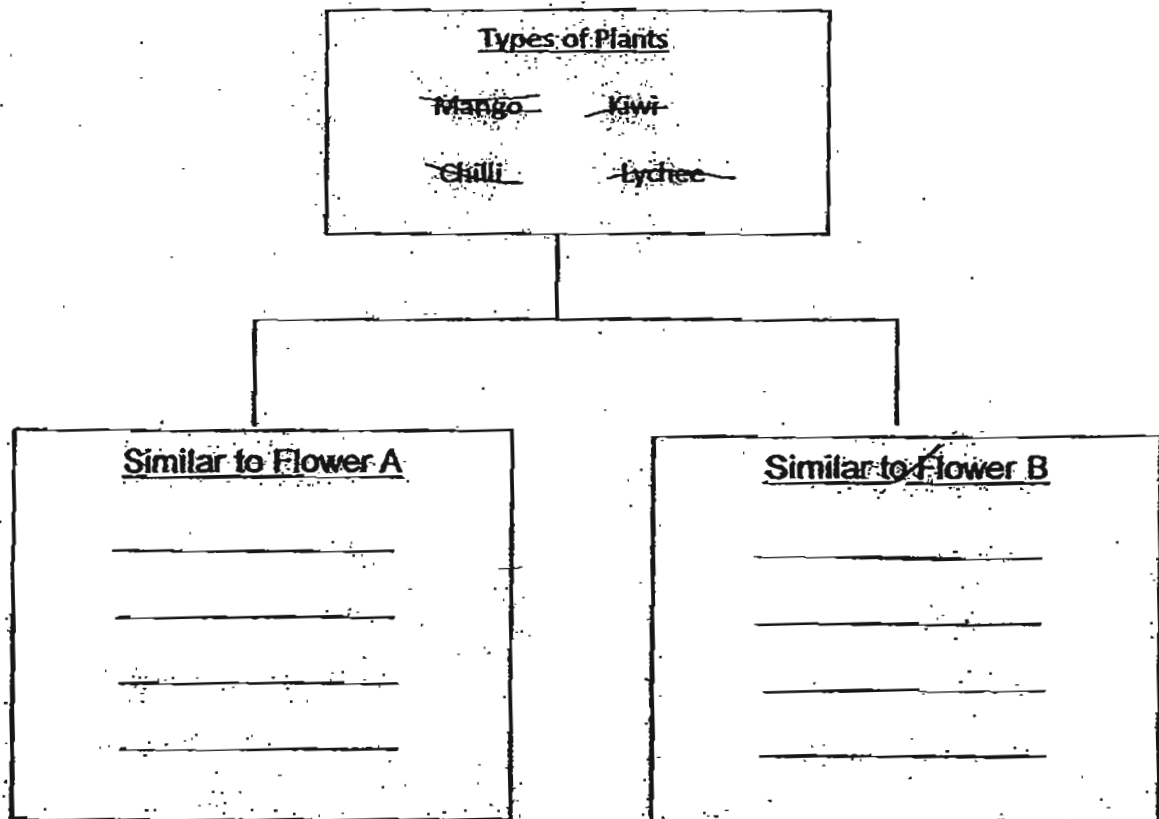 Types of Plants
Mango Kiwi
Chilli Lychee
Similar to Flower A
Similar to Flower B